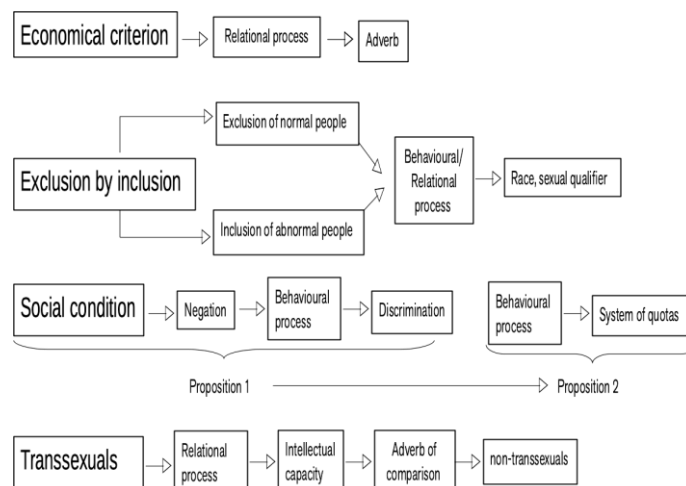 Economical criterion
Relational process
Adverb
Exclusion of normal people
Exclusion by inclusion
Behavioural/
Relational
process
Race, sexual qualifier
Inclusion of abnormal people
Social condition
Negation
Behavioural
process
Discrimination
Behavioural
process
System of quotas
Proposition 1
Proposition 2
Transsexuals
Relational
process
Intellectual
capacity
Adverb of
comparison
non-transsexuals